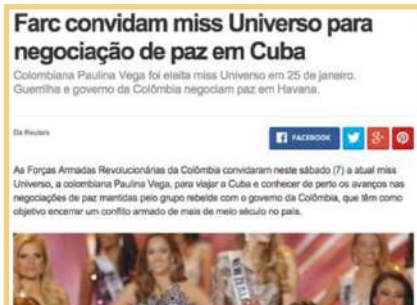 Farc convidam miss Universo para
negociação de paz em Cuba
Colombiana Paulina Vega foi eleita miss Universo em 25 de janeiro.
Guerrilha e governo da Colômbia negociam paz em Havana.
Da Reuters
FACEBOOK
As Forças Armadas Revolucionárias da Colômbia convidaram neste sábado (7) a atual miss
Universo, a colombiana Paulina Vega, para viajar a Cuba e conhecer de perto os avanços nas
negociações de paz mantidas pelo grupo rebelde com o governo da Colômbia, que têm como
objetivo encerrar um conflito armado de mais de meio século no país.
NEW ZEALAND